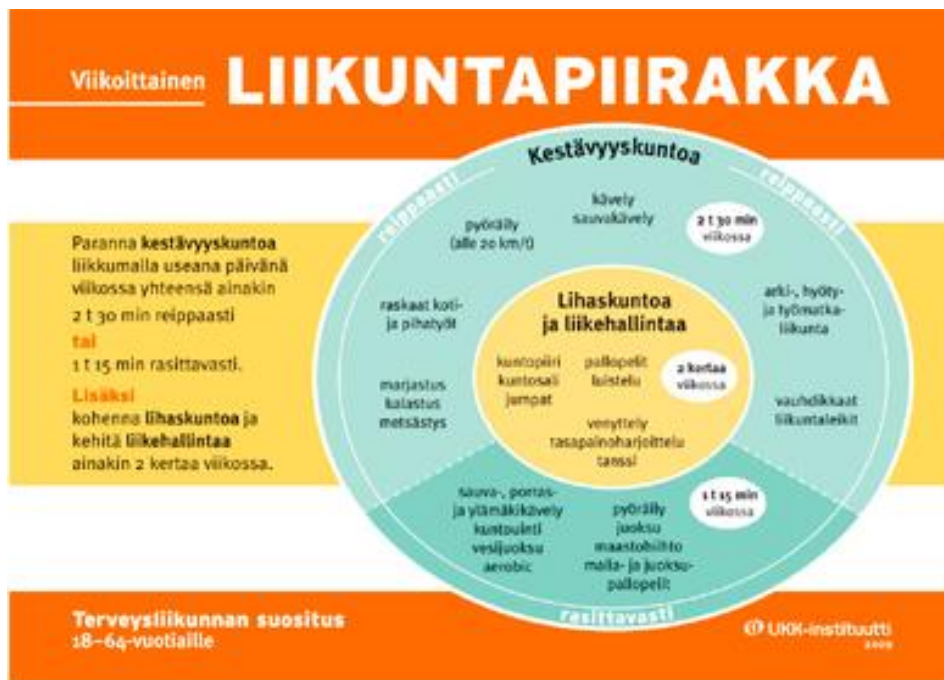 Viikoittainen LIIKUNTAPIIRAKKA
Paranna kestävyyskuntoa
liikkumalla useana päivänä
viikossa yhteensä ainakin
2 t 30 min reippaasti
tai
1 t 15 min rasittavasti.
Lisäksi
kohenna lihaskuntoa ja
kehitä liikehallintaa
ainakin 2 kertaa viikossa.
Kestävyyskuntoa
reippaasti
reippaasti
kävely
sauvakävely
2 t 30 min
viikossa
pyöräily
(alle 20 km/t)
raskaat koti-
ja pihatyöt
arki-, hyöty-
ja työmatka-
liikunta
marjastus
kalastus
metsästys
vauhdikkaat
liikuntaleikit
Lihaskuntoa
ja liikehallintaa
kuntopiiri
kuntosali
jumpat
pallopelit
luistelu
2 kertaa
viikossa
venyttely
tasapainoharjoittelu
tanssi
sauva-, porras-
ja ylämäkikävely
kuntouinti
vesijuoksu
aerobic
pyöräily
juoksu
maastohiihto
maila- ja juoksu-
pallopelit
1 t 15 min
viikossa
rasittavasti
Terveysliikunnan suositus
18–64-vuotiaille
UKK-instituutti
2009